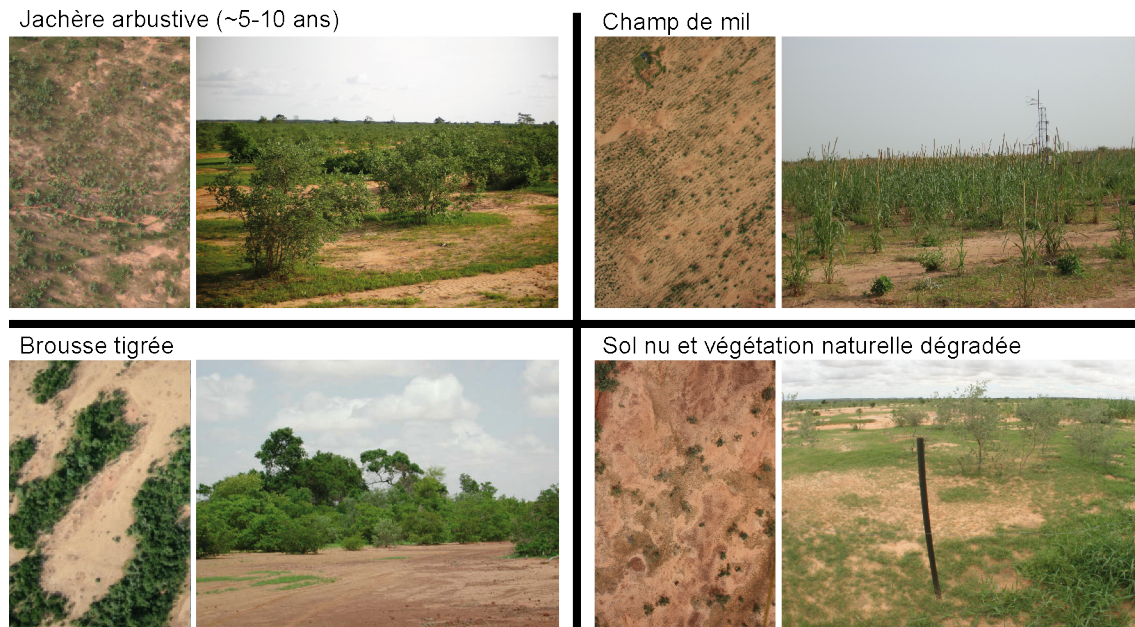 Jachère arbustive (~5-10 ans)
Champ de mil
Brousse tigrée
Sol nu et végétation naturelle dégradée